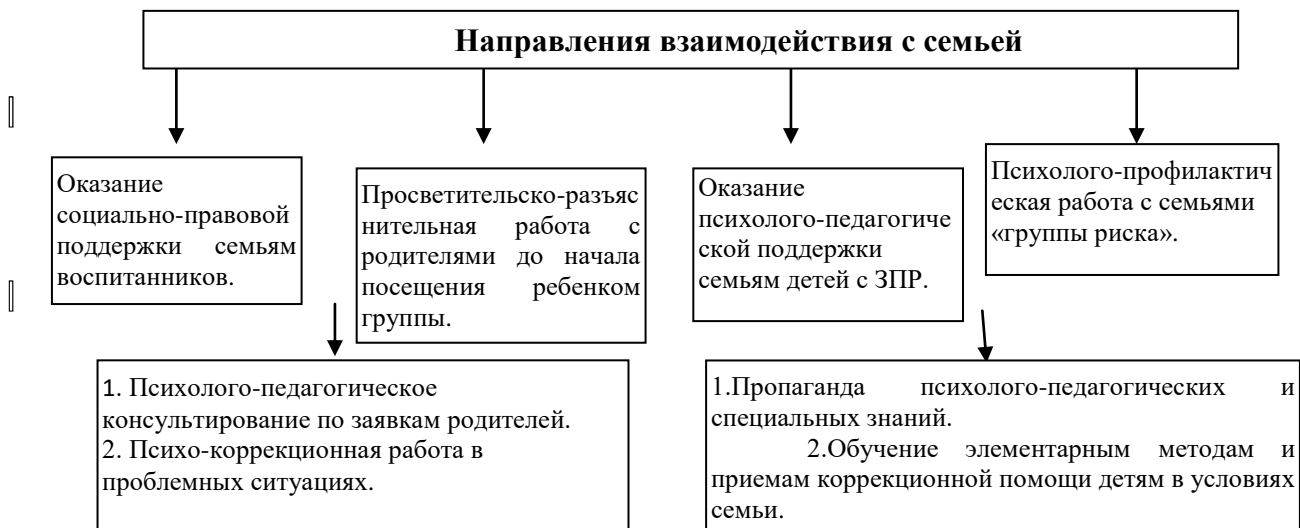 Направления взаимодействия с семьей
Оказание
социально-правовой
поддержки семьям
воспитанников.
Просветительско-разъяс
нительная работа с
родителями до начала
посещения ребенком
группы.
Оказание
психолого-педагогиче
ской поддержки
семьям детей с ЗПР.
Психолого-профилактич
еская работа с семьями
«группы риска».
1. Психолого-педагогическое
консультирование по заявкам родителей.
2. Психо-коррекционная работа в
проблемных ситуациях.
1.Пропаганда психолого-педагогических и
специальных знаний.
2.Обучение элементарным методам и
приемам коррекционной помощи детям в условиях
семьи.